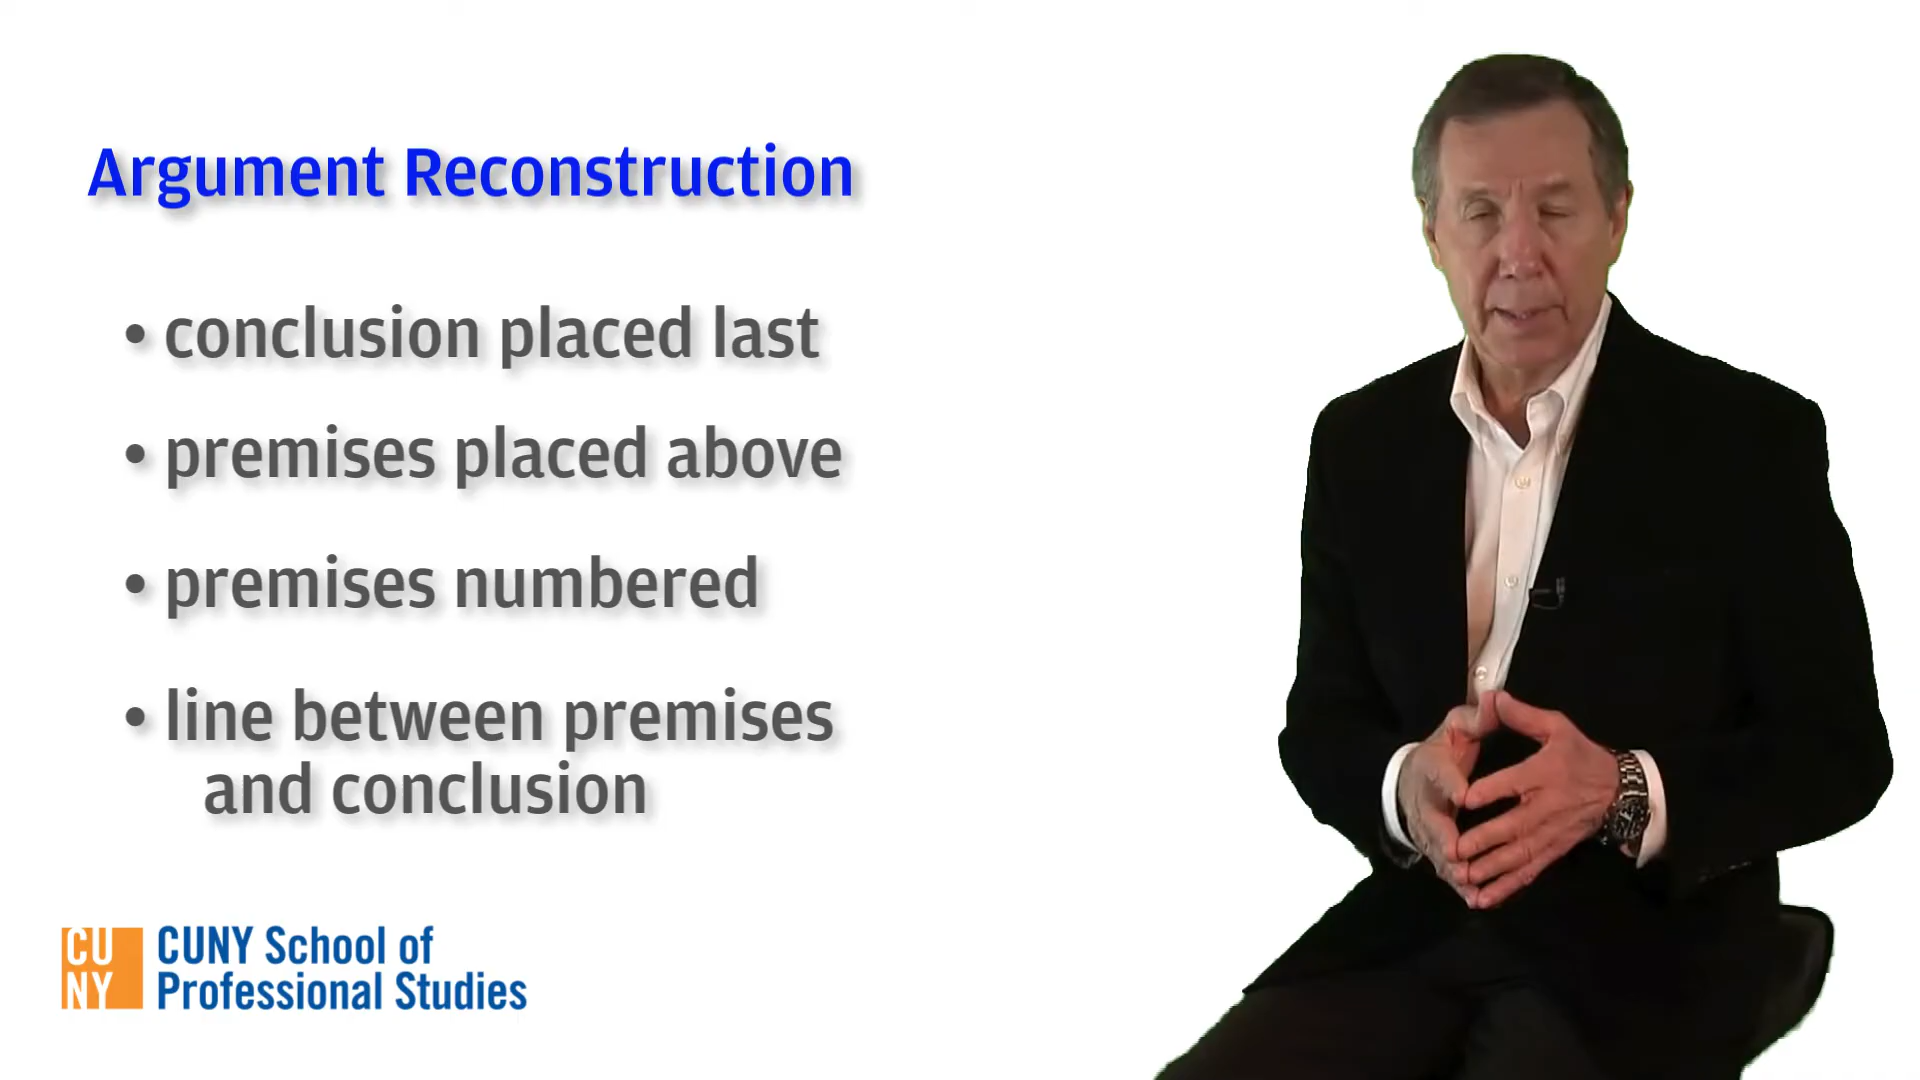 Argument Reconstruction
• conclusion placed last
• premises placed above
• premises numbered
• line between premises
and conclusion
CU
NY
CUNY School of
Professional Studies